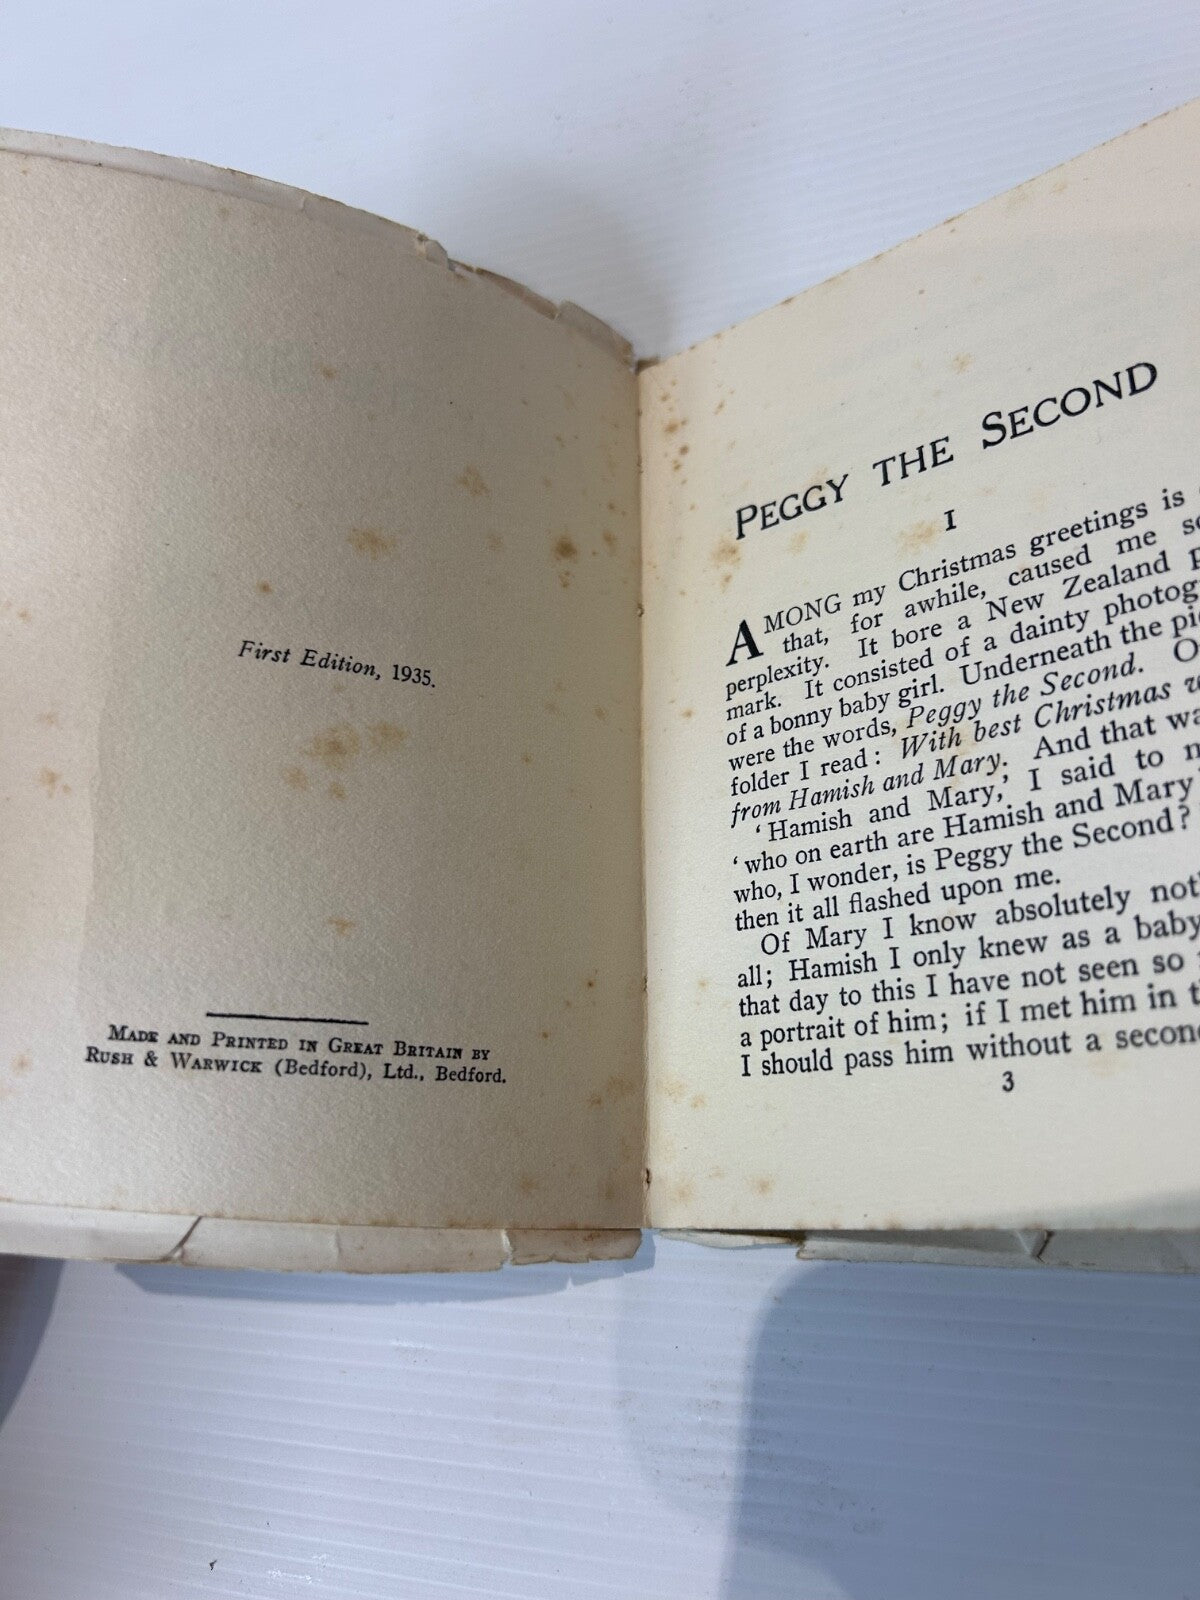 First Edition, 1935.
MADE AND PRINTED IN GREAT BRITAIN BY
RUSH & WARWICK (Bedford), Ltd., Bedford.
PEGGY THE SECOND
I
AMONG my Christmas greetings is
that, for awhile, caused me
perplexity. It bore a New Zealand
mark. It consisted of a dainty
of a bonny baby girl. Underneath the
were the words, Peggy the Second.
folder I read: With best Christmas
from Hamish and Mary. And that
'Hamish and Mary,' I said to
'who on earth are Hamish and Mary
who, I wonder, is Peggy the Second?
then it all flashed upon me.
Of Mary I know absolutely
all; Hamish I only knew as a baby
that day to this I have not seen so
a portrait of him; if I met him in
I should pass him without a
3